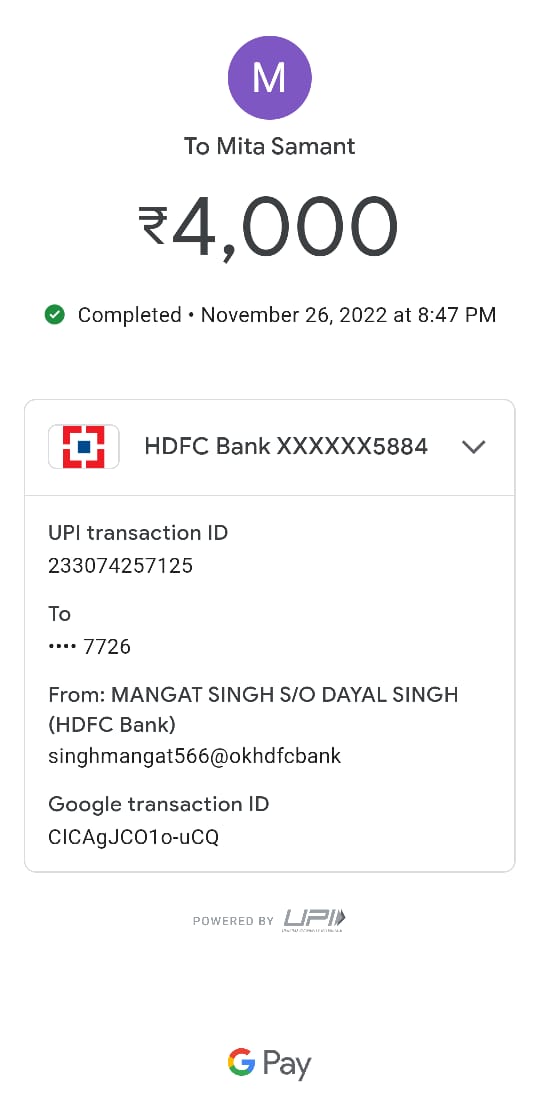 M
To Mita Samant
₹4,000
Completed • November 26, 2022 at 8:47 PM
HDFC Bank XXXXXX5884
UPI transaction ID
233074257125
To
•••• 7726
From: MANGAT SINGH S/O DAYAL SINGH
(HDFC Bank)
singhmangat566@okhdfcbank
Google transaction ID
CICAgJCO1o-uCQ
POWERED BY UPI
G Pay